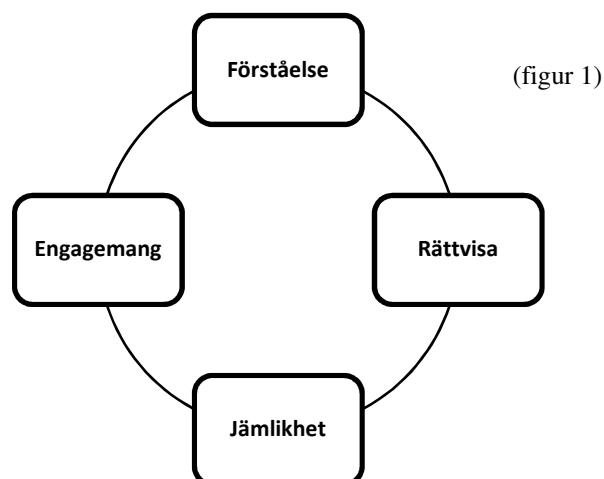 Förståelse
(figur 1)
Engagemang
Rättvisa
Jämlikhet